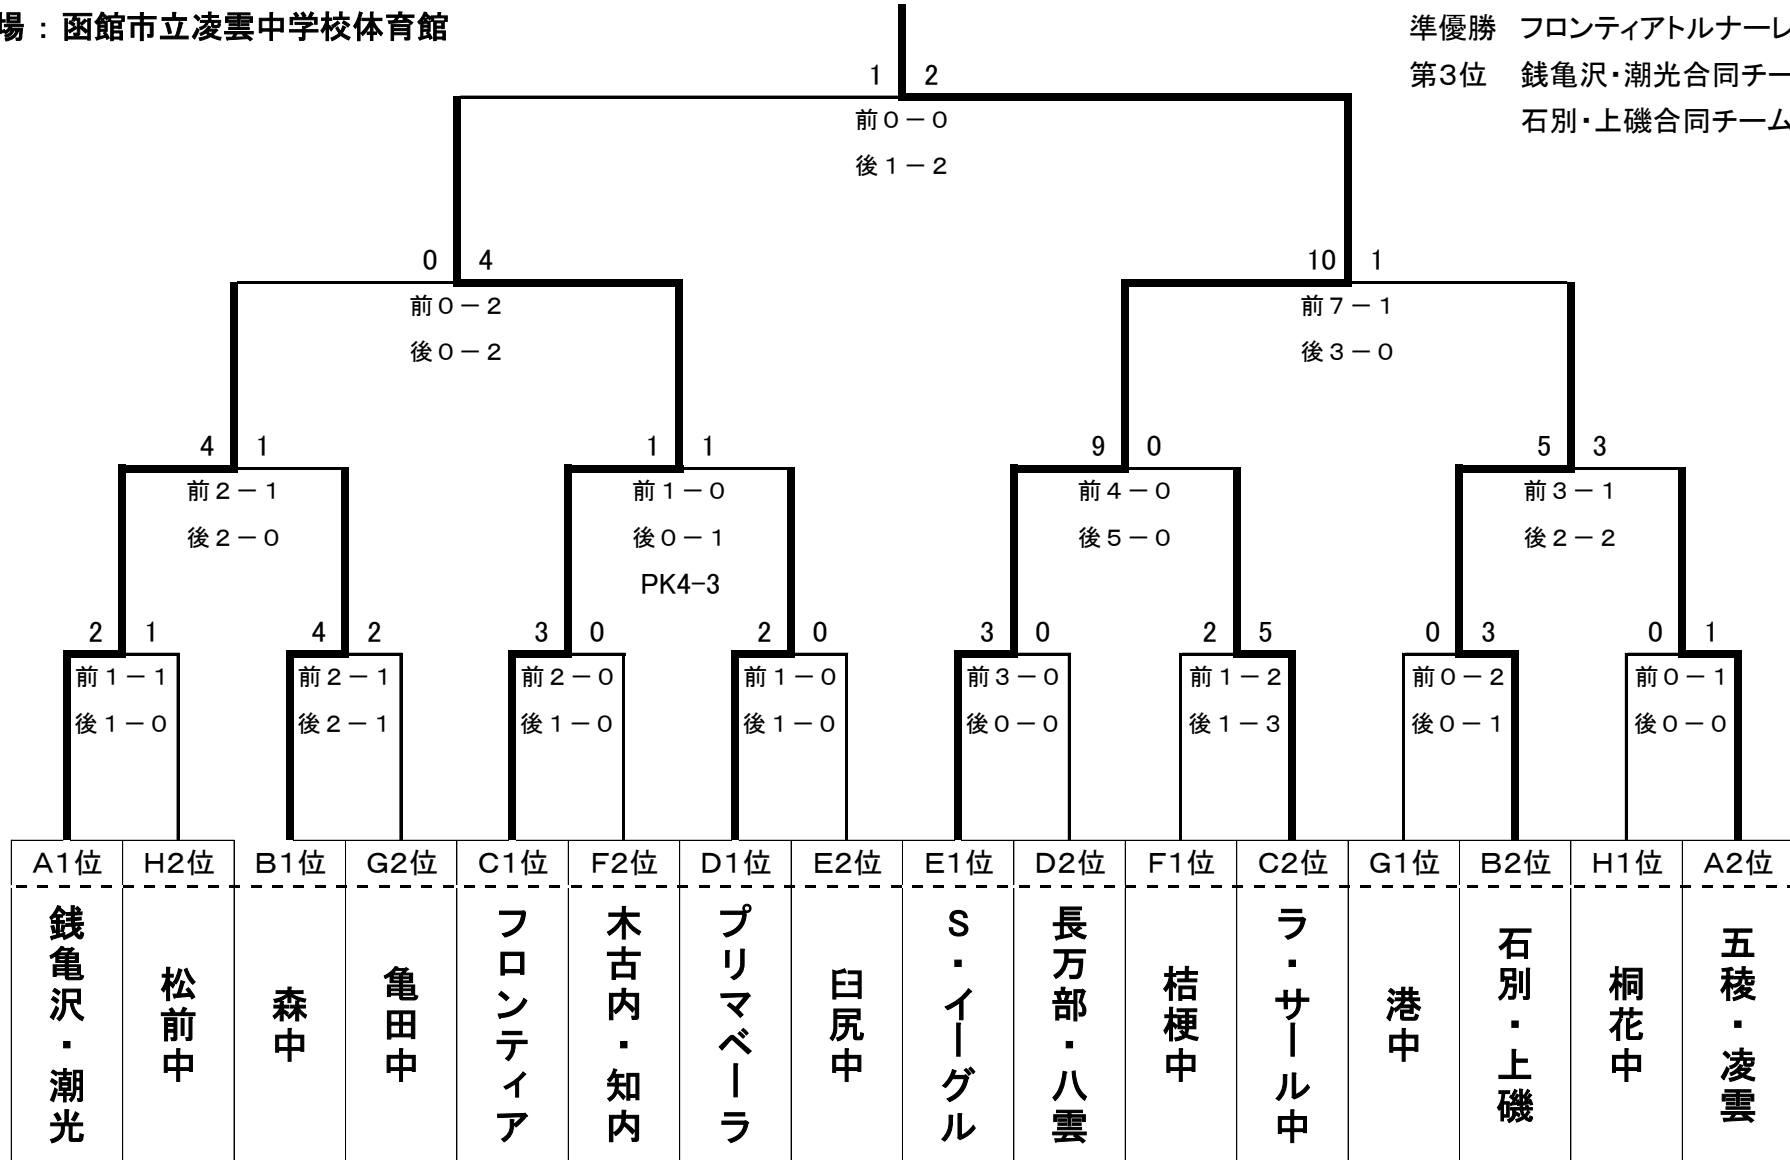 場：函館市立凌雲中学校体育館
準優勝 フロンティアトルナーレ
第3位 銭亀沢・潮光合同チー
石別・上磯合同チーム
1 2
前０－０
後１－２
0 4 10 1
前０－２ 前７－１
後０－２ 後３－０
4 1 1 1 9 0 5 3
前２－１ 前１－０ 前４－０ 前３－１
後２－０ 後０－１ 後５－０ 後２－２
PK4-3
2 1 4 2 3 0 2 0 3 0 2 5 0 3 0 1
前１－１ 前２－１ 前２－０ 前１－０ 前３－０ 前１－２ 前０－２ 前０－１
後１－０ 後２－１ 後１－０ 後１－０ 後０－０ 後１－３ 後０－１ 後０－０
A1位 H2位 B1位 G2位 C1位 F2位 D1位 E2位 E1位 D2位 F1位 C2位 G1位 B2位 H1位 A2位
銭亀沢・潮光
松前中
森中
亀田中
フロンティア
木古内・知内
プリマベーラ
臼尻中
S・イーグル
長万部・八雲
桔梗中
ラ・サール中
港中
石別・上磯
桐花中
五稜・凌雲